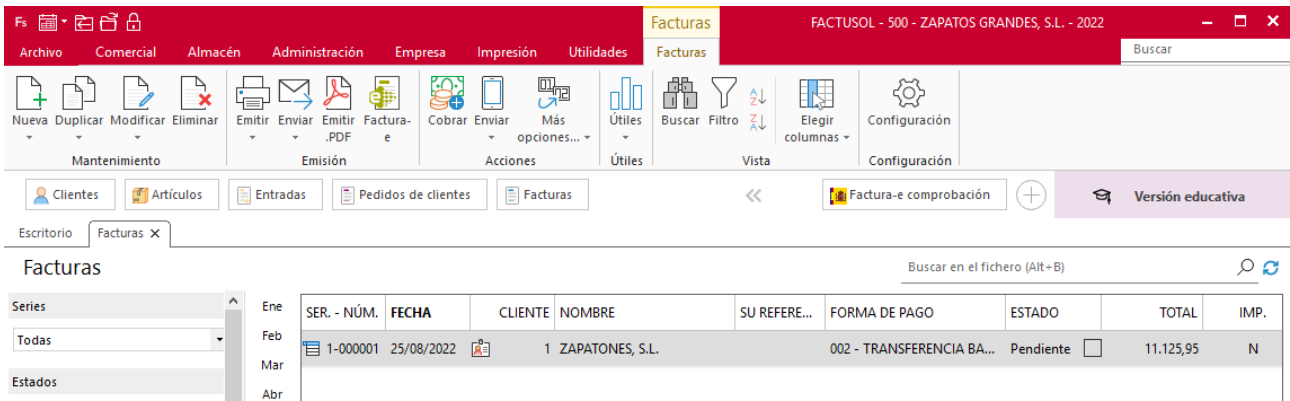 Fs Facturas FACTUSOL - 500 - ZAPATOS GRANDES, S.L. - 2022
Archivo Comercial Almacén Administración Empresa Impresión Utilidades Facturas Buscar
Nueva Duplicar Modificar Eliminar Emitir Enviar Emitir .PDF Factura-e Cobrar Enviar Más opciones... Útiles Buscar Filtro Elegir columnas Configuración
Mantenimiento Emisión Acciones Útiles Vista Configuración
Clientes Artículos Entradas Pedidos de clientes Facturas Factura-e comprobación Versión educativa
Escritorio Facturas
Facturas Buscar en el fichero (Alt+B)
Series Ene SER. - NÚM. FECHA CLIENTE NOMBRE SU REFERE... FORMA DE PAGO ESTADO TOTAL IMP.
Todas Feb 1-000001 25/08/2022 1 ZAPATONES, S.L. 002 - TRANSFERENCIA BA... Pendiente 11.125,95 N
Mar
Estados Abr